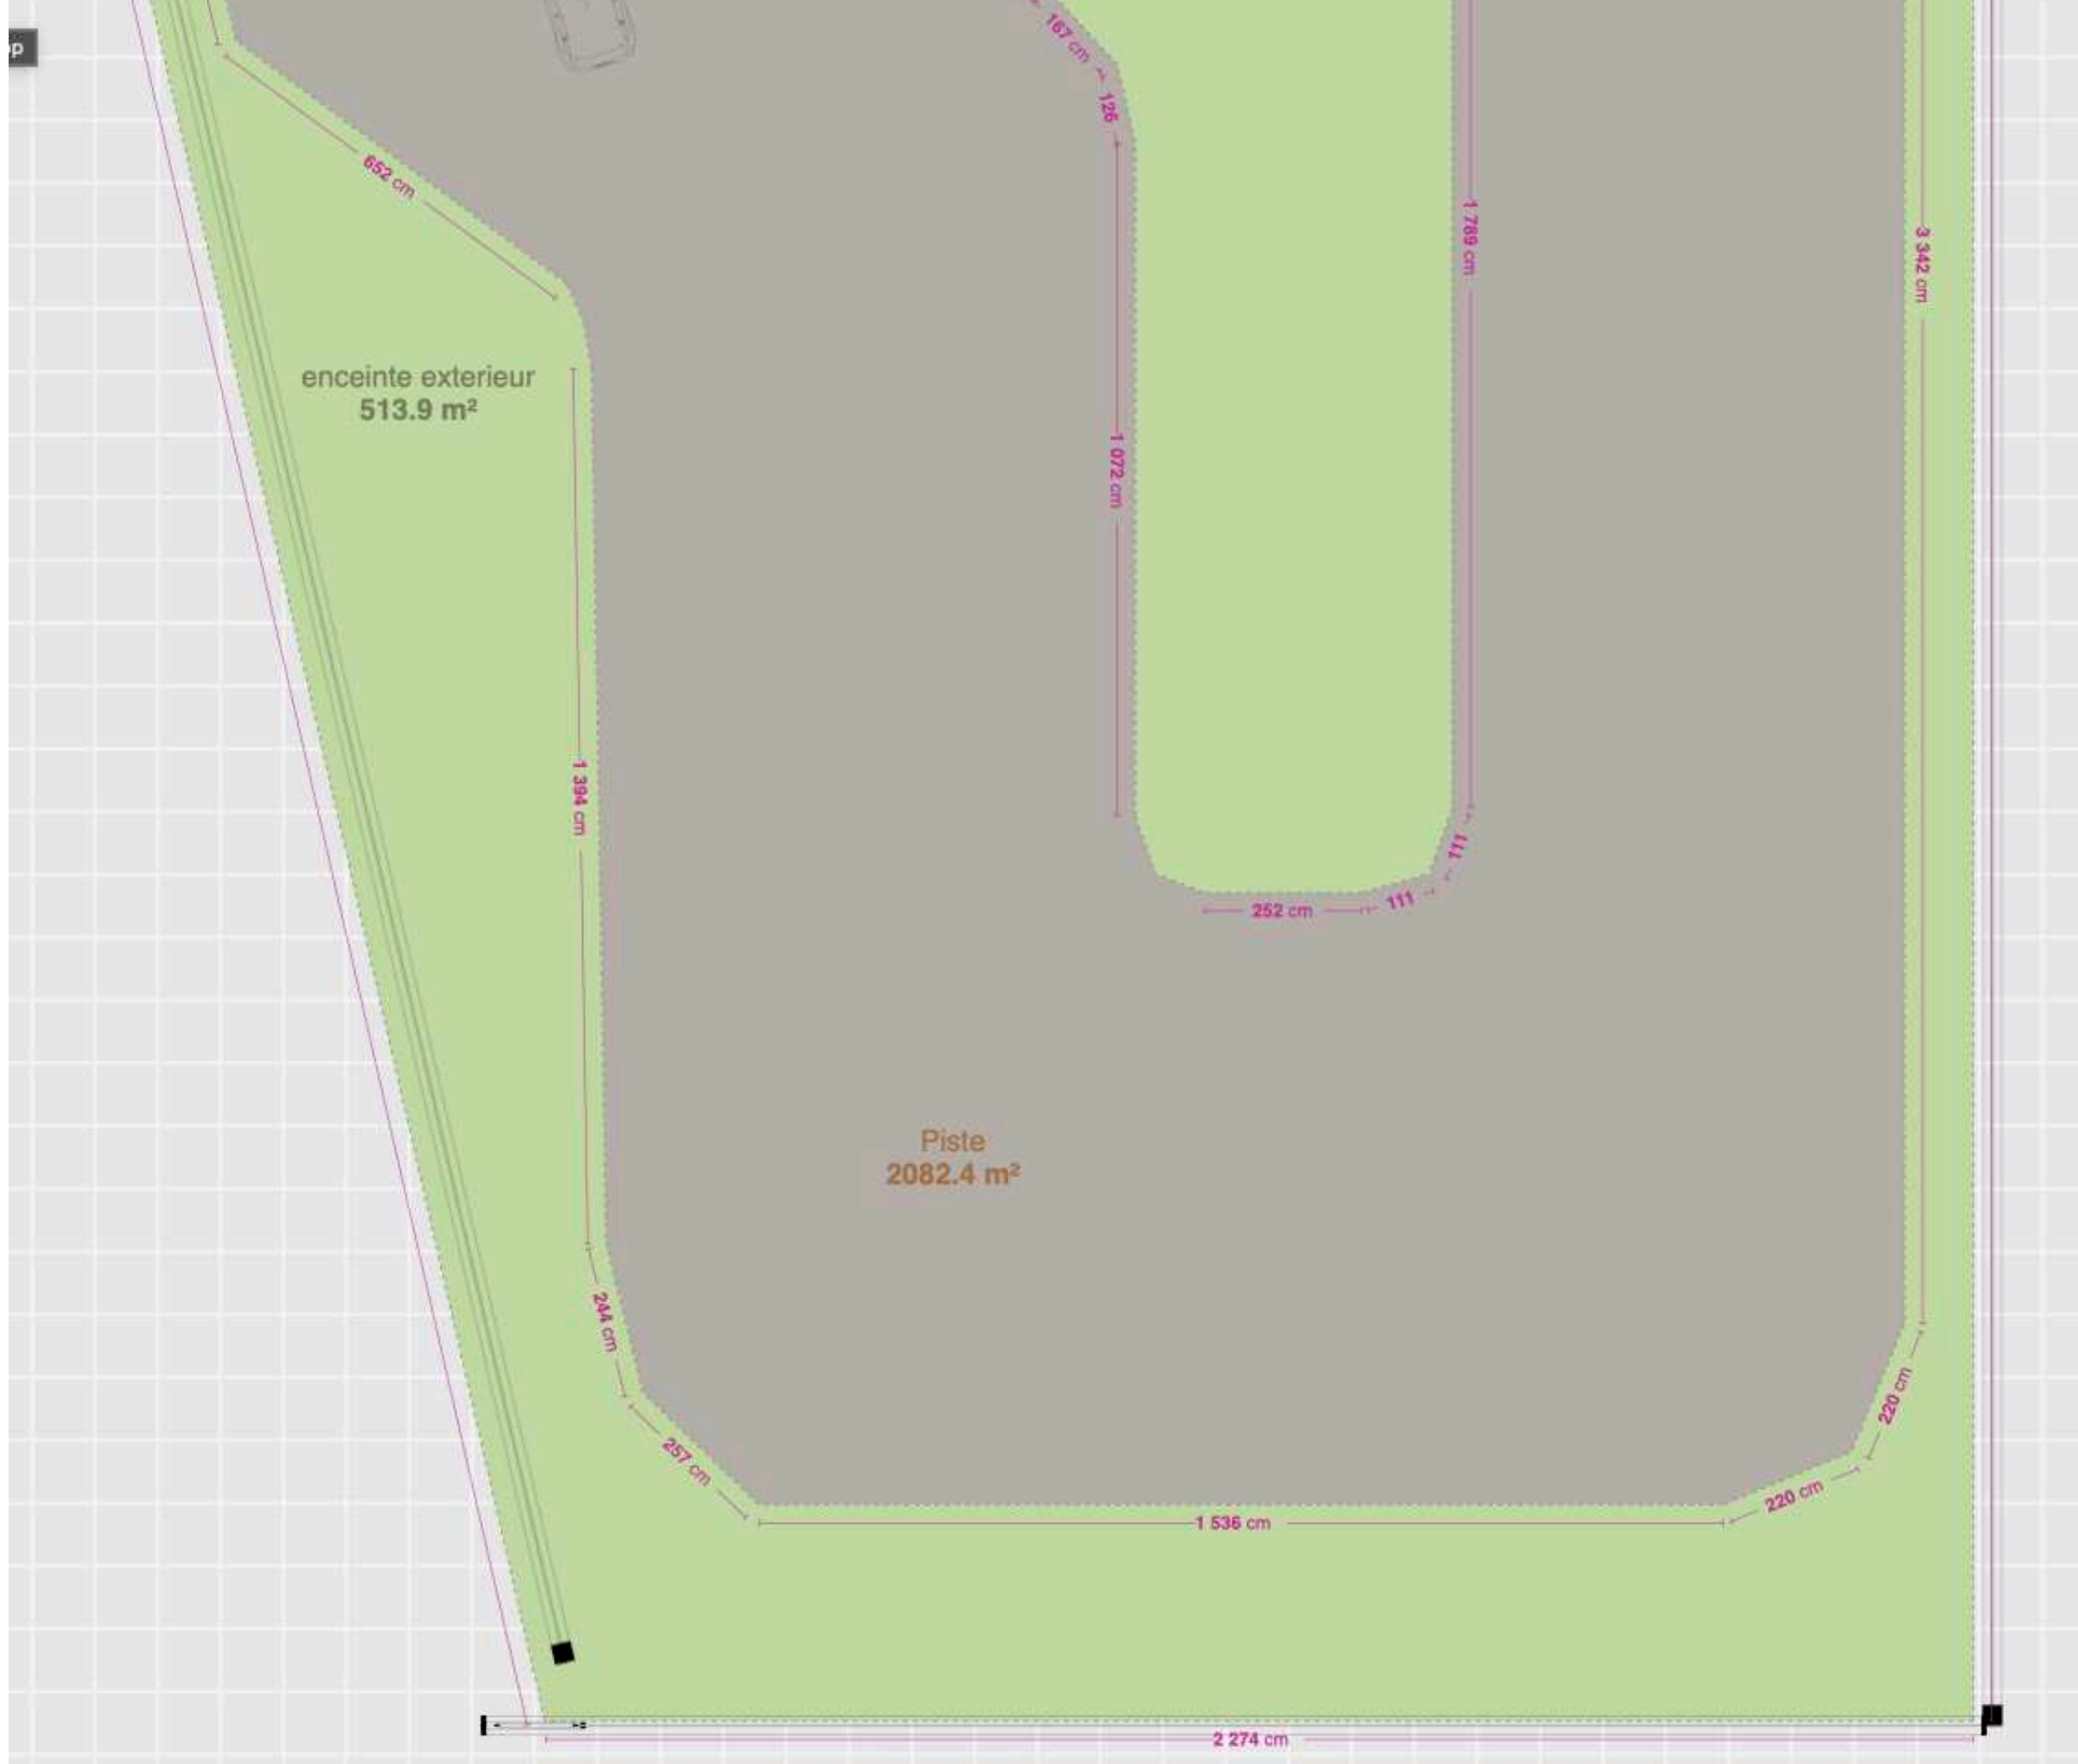 op
167 cm
126
652 cm
1 789 cm
3 342 cm
enceinte exterieur
513.9 m²
1 072 cm
1 394 cm
111
252 cm
111
Piste
2082.4 m²
244 cm
220 cm
257 cm
220 cm
1 536 cm
2 274 cm